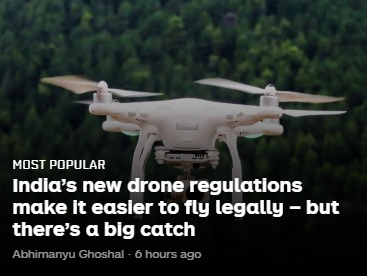 MOST POPULAR
India's new drone regulations
make it easier to fly legally – but
there's a big catch
Abhimanyu Ghoshal - 6 hours ago